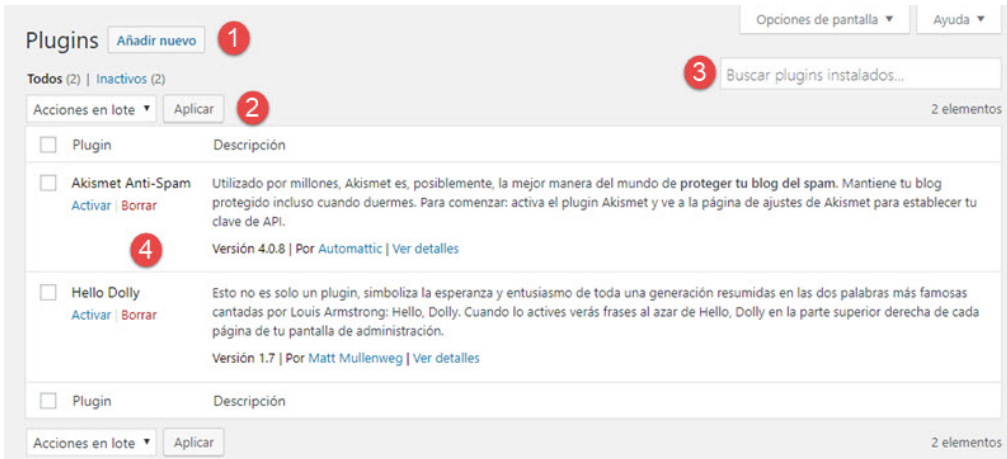 Opciones de pantalla ▼ Ayuda ▼
Plugins Añadir nuevo 1
Todos (2) | Inactivos (2)
3 Buscar plugins instalados...
Acciones en lote ▼ Aplicar 2 2 elementos
Plugin Descripción
Akismet Anti-Spam Utilizado por millones, Akismet es, posiblemente, la mejor manera del mundo de proteger tu blog del spam. Mantiene tu blog
Activar | Borrar protegido incluso cuando duermes. Para comenzar: activa el plugin Akismet y ve a la página de ajustes de Akismet para establecer tu
clave de API.
4 Versión 4.0.8 | Por Automattic | Ver detalles
Hello Dolly Esto no es solo un plugin, simboliza la esperanza y entusiasmo de toda una generación resumidas en las dos palabras más famosas
Activar | Borrar cantadas por Louis Armstrong: Hello, Dolly. Cuando lo actives verás frases al azar de Hello, Dolly en la parte superior derecha de cada
página de tu pantalla de administración.
Versión 1.7 | Por Matt Mullenweg | Ver detalles
Plugin Descripción
Acciones en lote ▼ Aplicar 2 elementos